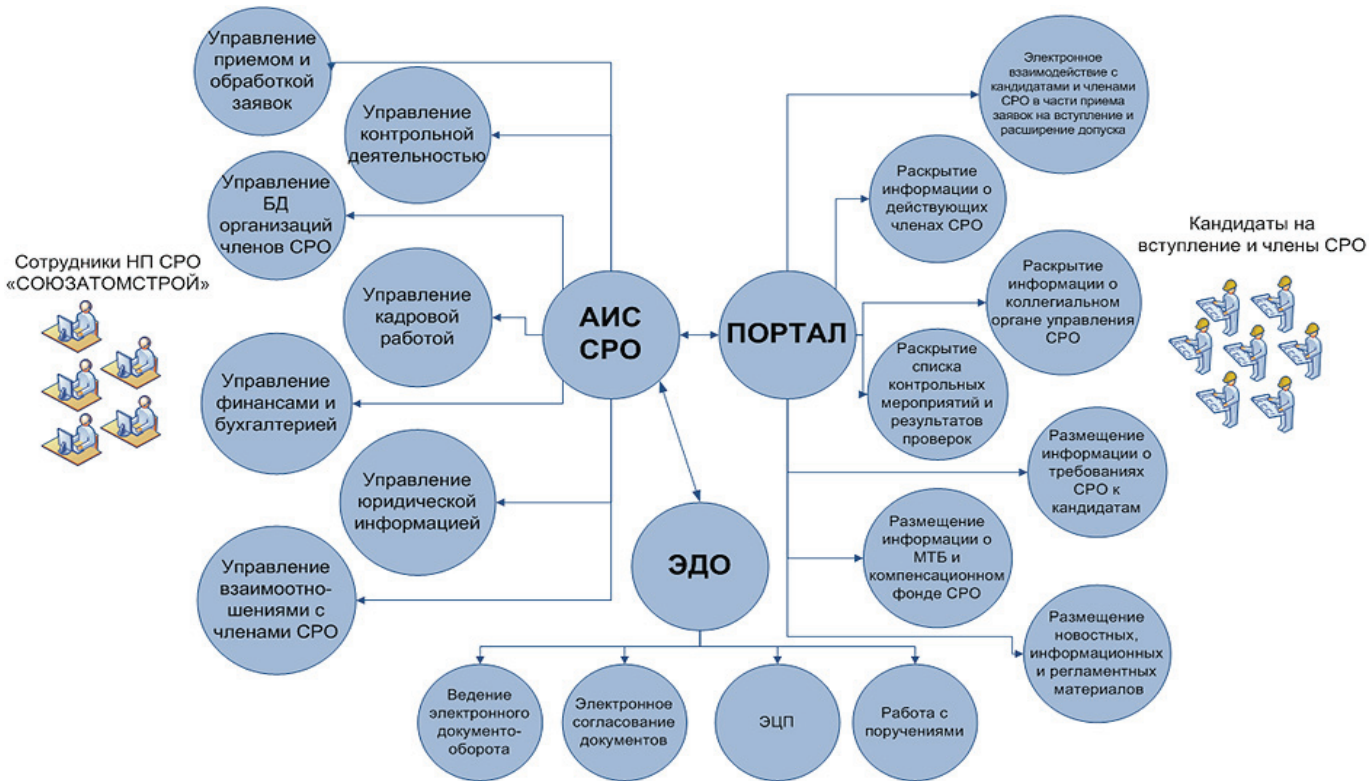 Управление
приемом и
обработкой
заявок
Управление
контрольной
деятельностью
Управление
БД
организаций
членов СРО
Сотрудники НП СРО
«СОЮЗАТОМСТРОЙ»
Управление
кадровой
работой
Управление
финансами и
бухгалтерией
Управление
юридической
информацией
Управление
взаимоотно-
шениями с
членами СРО
АИС
СРО
ПОРТАЛ
ЭДО
Ведение
электронного
документо-
оборота
Электронное
согласование
документов
ЭЦП
Работа с
поручениями
Электронное
взаимодействие с
кандидатами и членами
СРО в части приема
заявок на вступление и
расширение допуска
Раскрытие
информации о
действующих
членах СРО
Раскрытие
информации о
коллегиальном
органе управления
СРО
Раскрытие
списка
контрольных
мероприятий и
результатов
проверок
Размещение
информации о
требованиях
СРО к
кандидатам
Размещение
информации о
МТБ и
компенсационном
фонде СРО
Размещение
новостных,
информационных
и регламентных
материалов
Кандидаты на
вступление и члены СРО